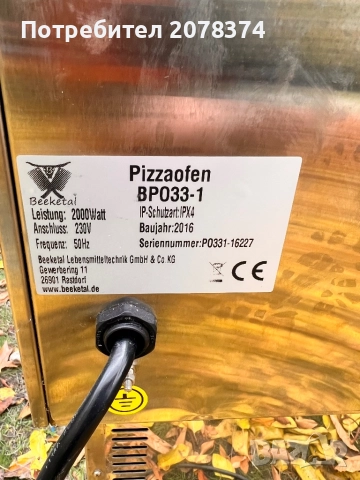 Потребител 2078374
Beeketal
Pizzaofen
BPO33-1
Leistung: 2000Watt
IP-Schutzart:IPX4
Anschluss: 230V
Baujahr:2016
Frequenz: 50Hz
Seriennummer:PO331-16227
Beeketal Lebensmitteltechnik GmbH & Co. KG
Gewerbering 11
26901 Rastdorf
www.beeketal.de
CE